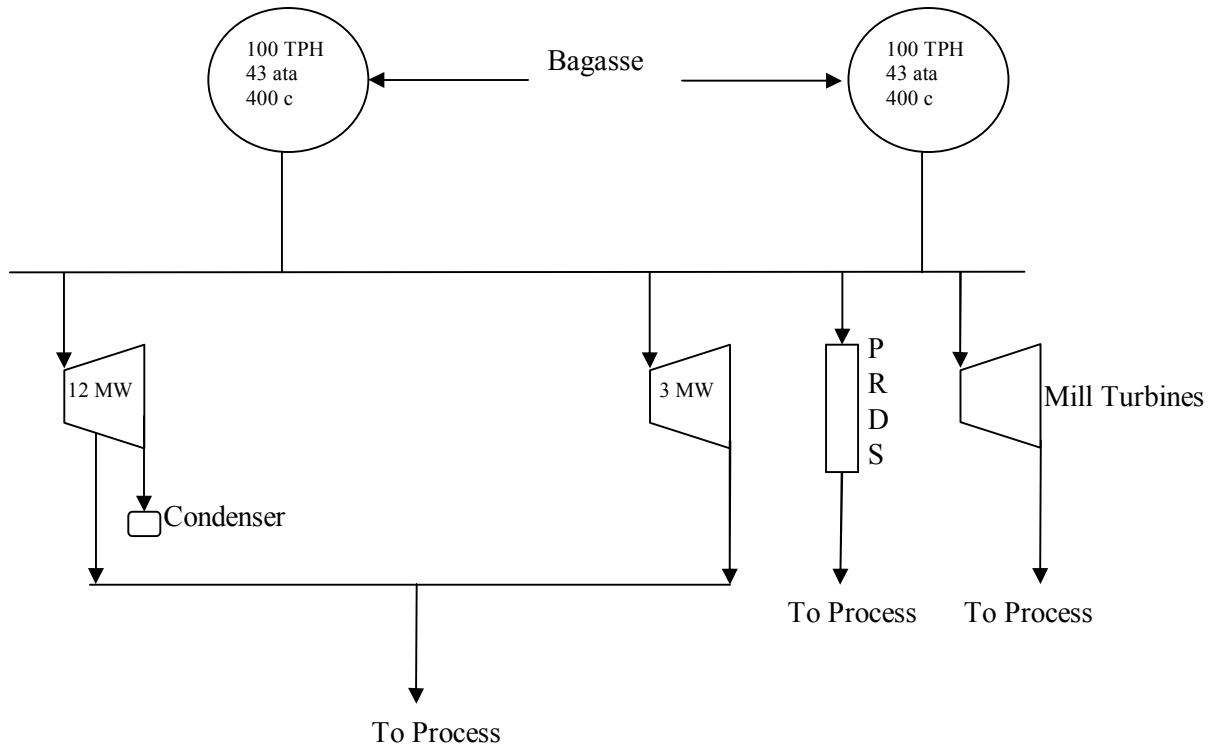 100 TPH
43 ata
400 c
Bagasse
100 TPH
43 ata
400 c
12 MW
3 MW
P
R
D
S
Mill Turbines
Condenser
To Process
To Process
To Process